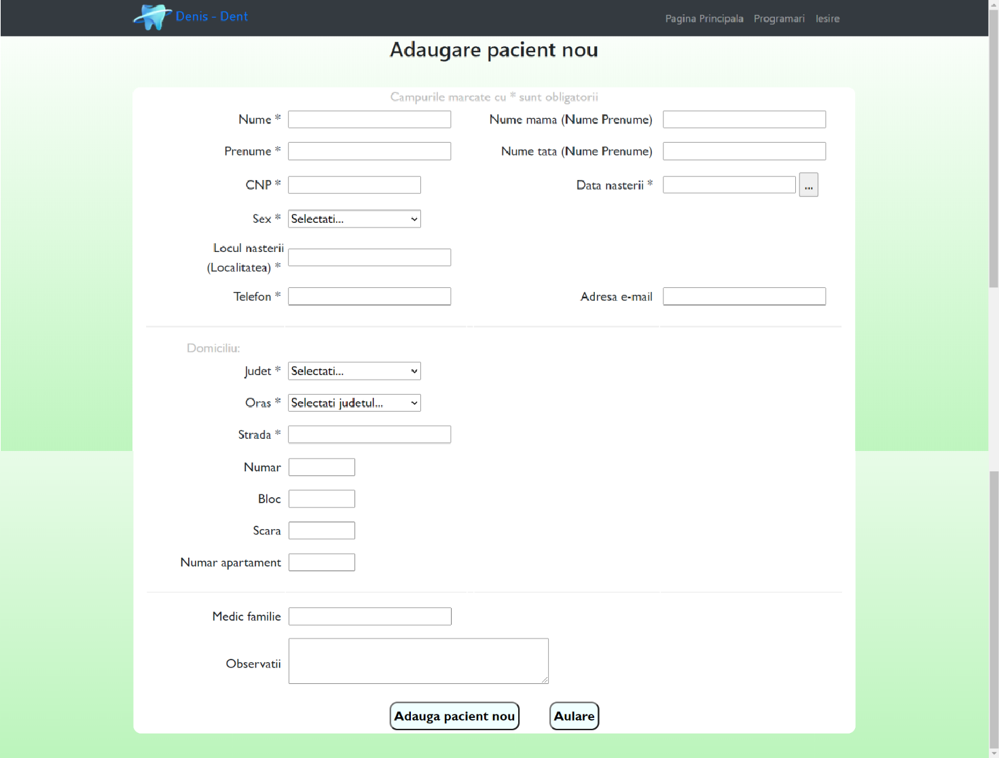 Denis - Dent
Pagina Principala Programari Iesire
Adaugare pacient nou
Campurile marcate cu * sunt obligatorii
Nume * Nume mama (Nume Prenume)
Prenume * Nume tata (Nume Prenume)
CNP * Data nasterii * ...
Sex * Selectati...
Locul nasterii
(Localitatea) *
Telefon * Adresa e-mail
Domiciliu:
Judet * Selectati...
Oras * Selectati judetul...
Strada *
Numar
Bloc
Scara
Numar apartament
Medic familie
Observatii
Adauga pacient nou Aulare